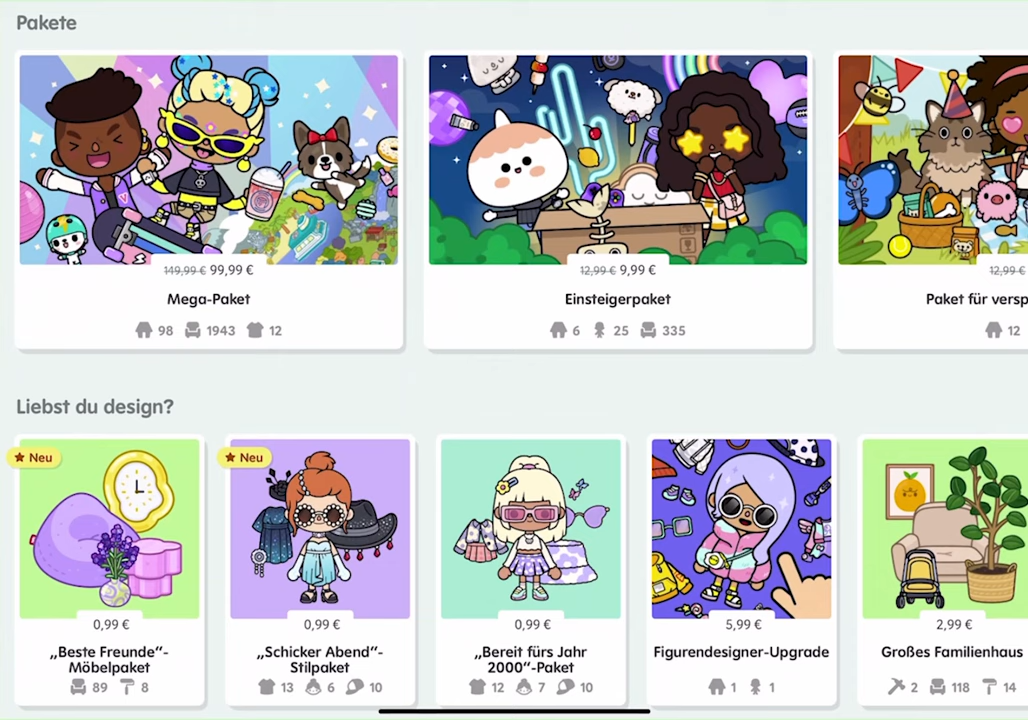 Pakete
149,99 € 99,99 €
Mega-Paket
98 1943 12
12,99 € 9,99 €
Einsteigerpaket
6 25 335
12,99 €
Paket für versp
12
Liebst du design?
Neu
0,99 €
„Beste Freunde“-
Möbelpaket
89 8
Neu
0,99 €
„Schicker Abend“-
Stilpaket
13 6 10
0,99 €
„Bereit fürs Jahr
2000“-Paket
12 7 10
5,99 €
Figurendesigner-Upgrade
1 1
2,99 €
Großes Familienhaus
2 118 14